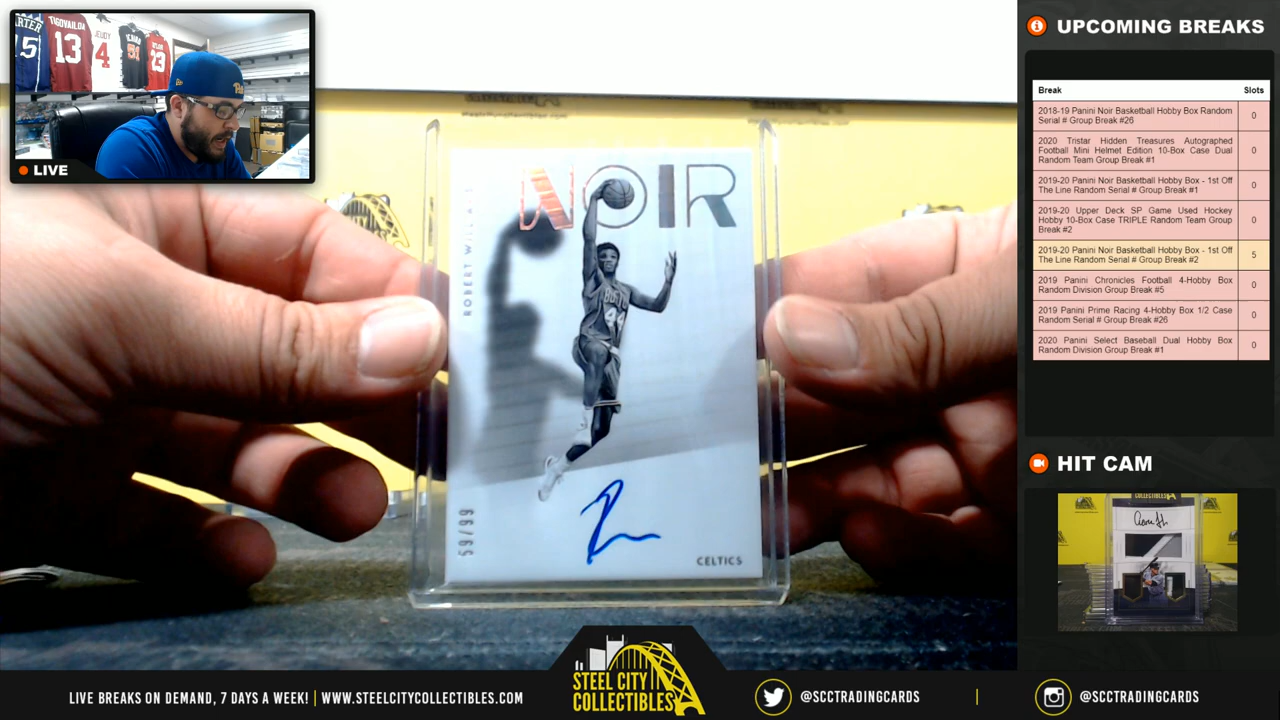 TIGOVAILOA
13
4
23
LIVE
NOIR
59/99
CELTICS
UPCOMING BREAKS
Break Slots
2018-19 Panini Noir Basketball Hobby Box Random
Serial # Group Break #26 0
2020 Tristar Hidden Treasures Autographed
Football Mini Helmet Edition 10-Box Case Dual
Random Team Group Break #1 0
2019-20 Panini Noir Basketball Hobby Box - 1st Off
The Line Random Serial # Group Break #1 0
2019-20 Upper Deck SP Game Used Hockey
Hobby 10-Box Case TRIPLE Random Team Group
Break #2 0
2019-20 Panini Noir Basketball Hobby Box - 1st Off
The Line Random Serial # Group Break #2 5
2019 Panini Chronicles Football 4-Hobby Box
Random Division Group Break #5 0
2019 Panini Prime Racing 4-Hobby Box 1/2 Case
Random Serial # Group Break #26 0
2020 Panini Select Baseball Dual Hobby Box
Random Division Group Break #1 0
HIT CAM
COLLECTIBLES
LIVE BREAKS ON DEMAND, 7 DAYS A WEEK! | WWW.STEELCITYCOLLECTIBLES.COM
STEEL CITY
COLLECTIBLES
@SCCTRADINGCARDS | @SCCTRADINGCARDS